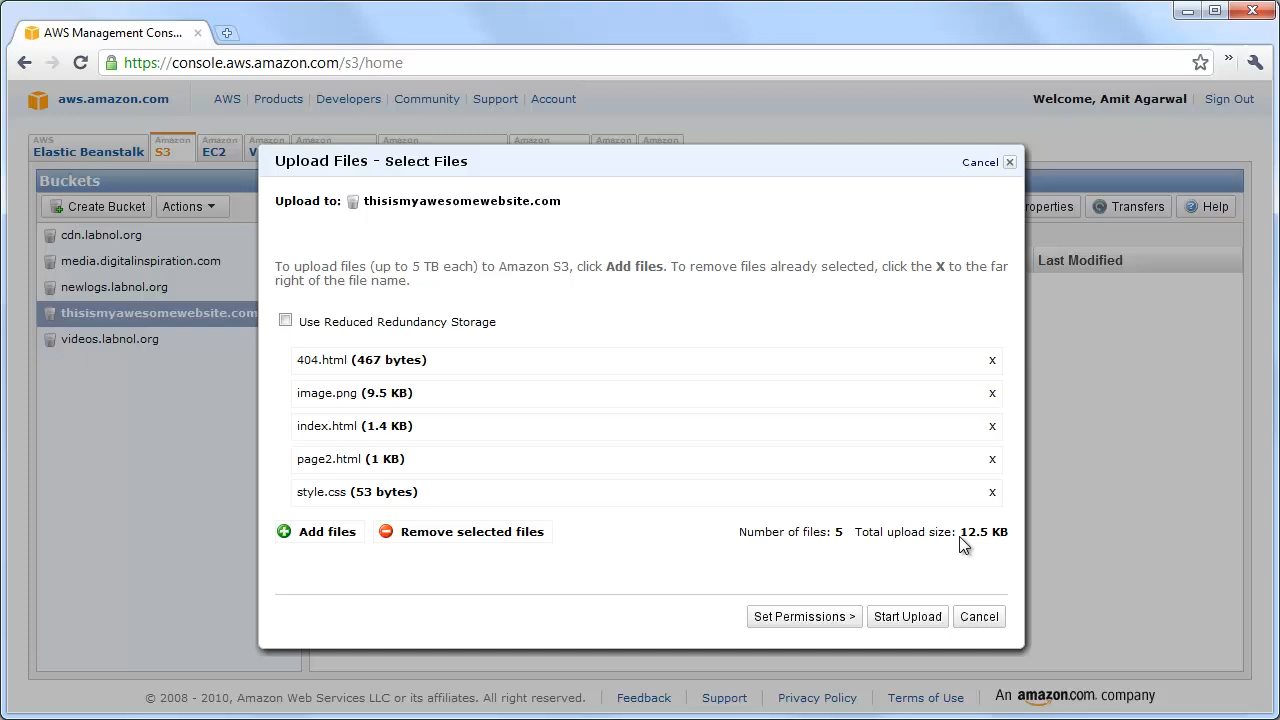 AWS Management Cons...
https://console.aws.amazon.com/s3/home
aws.amazon.com
AWS | Products | Developers | Community | Support | Account
Welcome, Amit Agarwal | Sign Out
AWS
Elastic Beanstalk
Amazon
S3
Amazon
EC2
Amazon
V
Amazon
Amazon
Amazon
Amazon
Amazon
Buckets
Create Bucket
Actions
cdn.labnol.org
media.digitalinspiration.com
newlogs.labnol.org
thisismyawesomewebsite.com
videos.labnol.org
roperties
Transfers
Help
Last Modified
Upload Files - Select Files
Cancel
Upload to: thisismyawesomewebsite.com
To upload files (up to 5 TB each) to Amazon S3, click Add files. To remove files already selected, click the X to the far
right of the file name.
Use Reduced Redundancy Storage
404.html (467 bytes) x
image.png (9.5 KB) x
index.html (1.4 KB) x
page2.html (1 KB) x
style.css (53 bytes) x
Add files
Remove selected files
Number of files: 5 Total upload size: 12.5 KB
Set Permissions >
Start Upload
Cancel
© 2008 - 2010, Amazon Web Services LLC or its affiliates. All right reserved. | Feedback | Support | Privacy Policy | Terms of Use | An amazon.com company